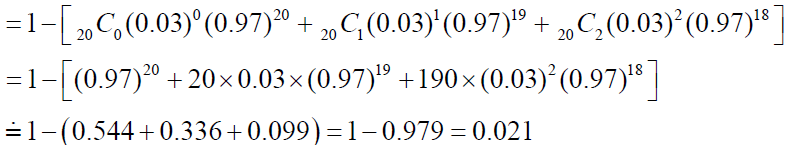 =1−[ ₂₀C₀(0.03)⁰(0.97)²⁰ + ₂₀C₁(0.03)¹(0.97)¹⁹ + ₂₀C₂(0.03)²(0.97)¹⁸ ]
=1−[(0.97)²⁰ +20×0.03×(0.97)¹⁹ +190×(0.03)²(0.97)¹⁸ ]
≐1−(0.544+0.336+0.099)=1−0.979=0.021